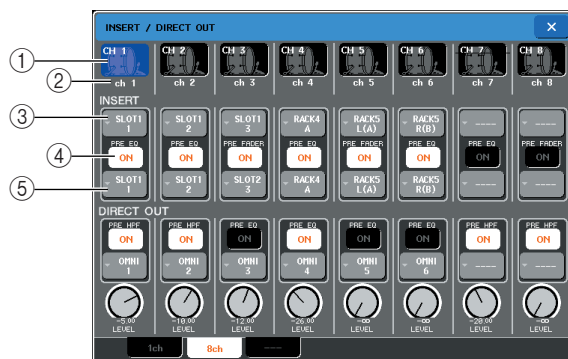 INSERT / DIRECT OUT ×
CH 1 CH 2 CH 3 CH 4 CH 5 CH 6 CH 7 CH 8
① 
② ch 1 ch 2 ch 3 ch 4 ch 5 ch 6 ch 7 ch 8
INSERT
③ SLOT1 1 SLOT1 2 SLOT1 3 RACK4 A RACK5 L(A) RACK5 R(B) ---- ----
PRE EQ PRE EQ PRE FADER PRE EQ PRE FADER PRE EQ PRE EQ PRE FADER
④ ON ON ON ON ON ON ON ON
⑤ SLOT1 1 SLOT1 2 SLOT2 3 RACK4 A RACK5 L(A) RACK5 R(B) ---- ----
DIRECT OUT
PRE HPF PRE HPF PRE EQ PRE EQ PRE EQ PRE EQ PRE HPF PRE HPF
ON ON ON ON ON ON ON ON
OMNI 1 OMNI 2 OMNI 3 OMNI 4 OMNI 5 OMNI 6 ---- ----
-5.00 -10.00 -12.00 -26.00 -∞ -∞ -20.00 -∞
LEVEL LEVEL LEVEL LEVEL LEVEL LEVEL LEVEL LEVEL
1ch 8ch ---